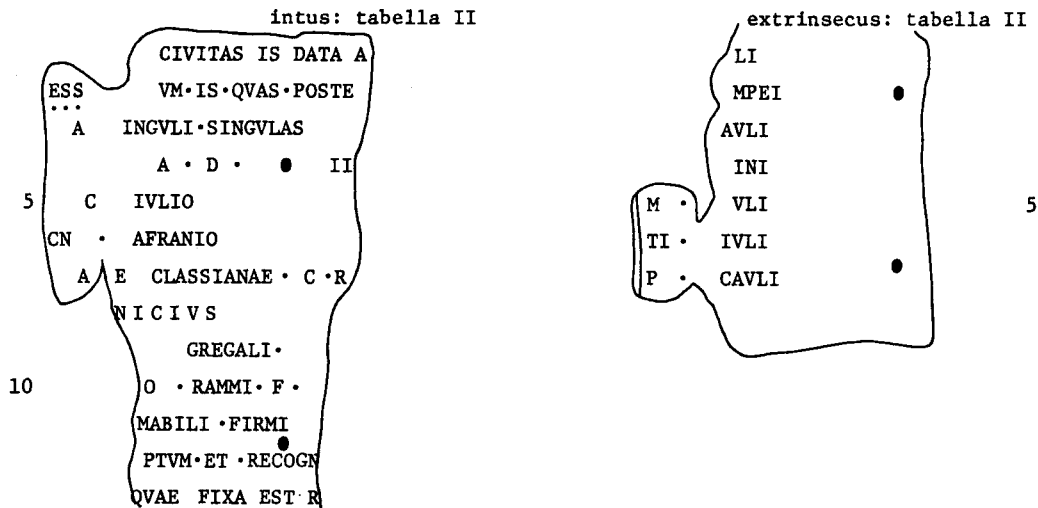 intus: tabella II
CIVITAS IS DATA A
ESS VM·IS·QVAS·POSTE
A INGVLI·SINGVLAS
A · D · II
5 C IVLIO
CN · AFRANIO
A E CLASSIANAE · C · R
NICIVS
GREGALI·
10 O · RAMMI · F ·
MABILI · FIRMI
PTVM·ET·RECOGN
QVAE FIXA EST R
extrinsecus: tabella II
LI
MPEI
AVLI
INI
M · VLI 5
TI · IVLI
P · CAVLI